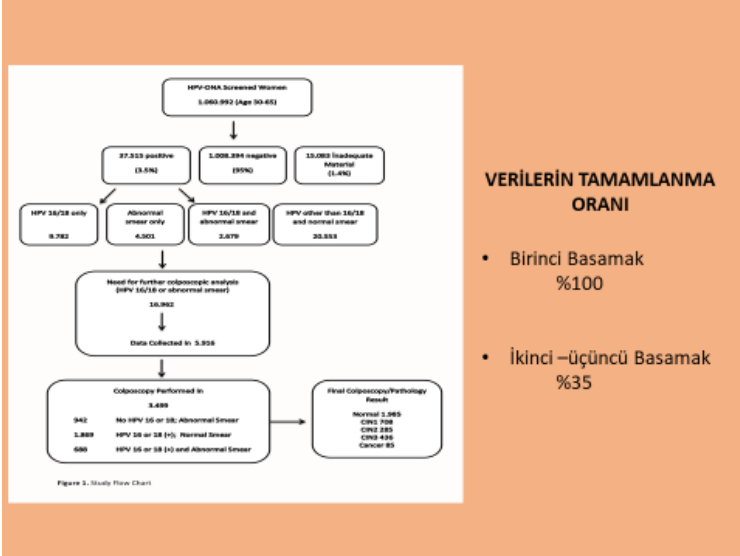 HPV-DNA Screened Women
1.060.992 (Age 30-65)
37.515 positive
(3.5%)
1.008.394 negative
(95%)
15.083 İnadequate
Material
(1.4%)
HPV 16/18 only
9.782
Abnormal
smear only
4.501
HPV 16/18 and
abnormal smear
2.679
HPV other than 16/18
and normal smear
20.553
Need for further colposcopic analysis
(HPV 16/18 or abnormal smear)
16.962
Data Collected in 5.916
Colposcopy Performed in
3.499
942 No HPV 16 or 18; Abnormal Smear
1.869 HPV 16 or 18 (+); Normal Smear
688 HPV 16 or 18 (+) and Abnormal Smear
Final Colposcopy/Pathology
Result
Normal 1.985
CIN1 708
CIN2 285
CIN3 436
Cancer 85
Figure 1. Study Flow Chart
VERİLERİN TAMAMLANMA
ORANI
• Birinci Basamak
%100
• İkinci –üçüncü Basamak
%35